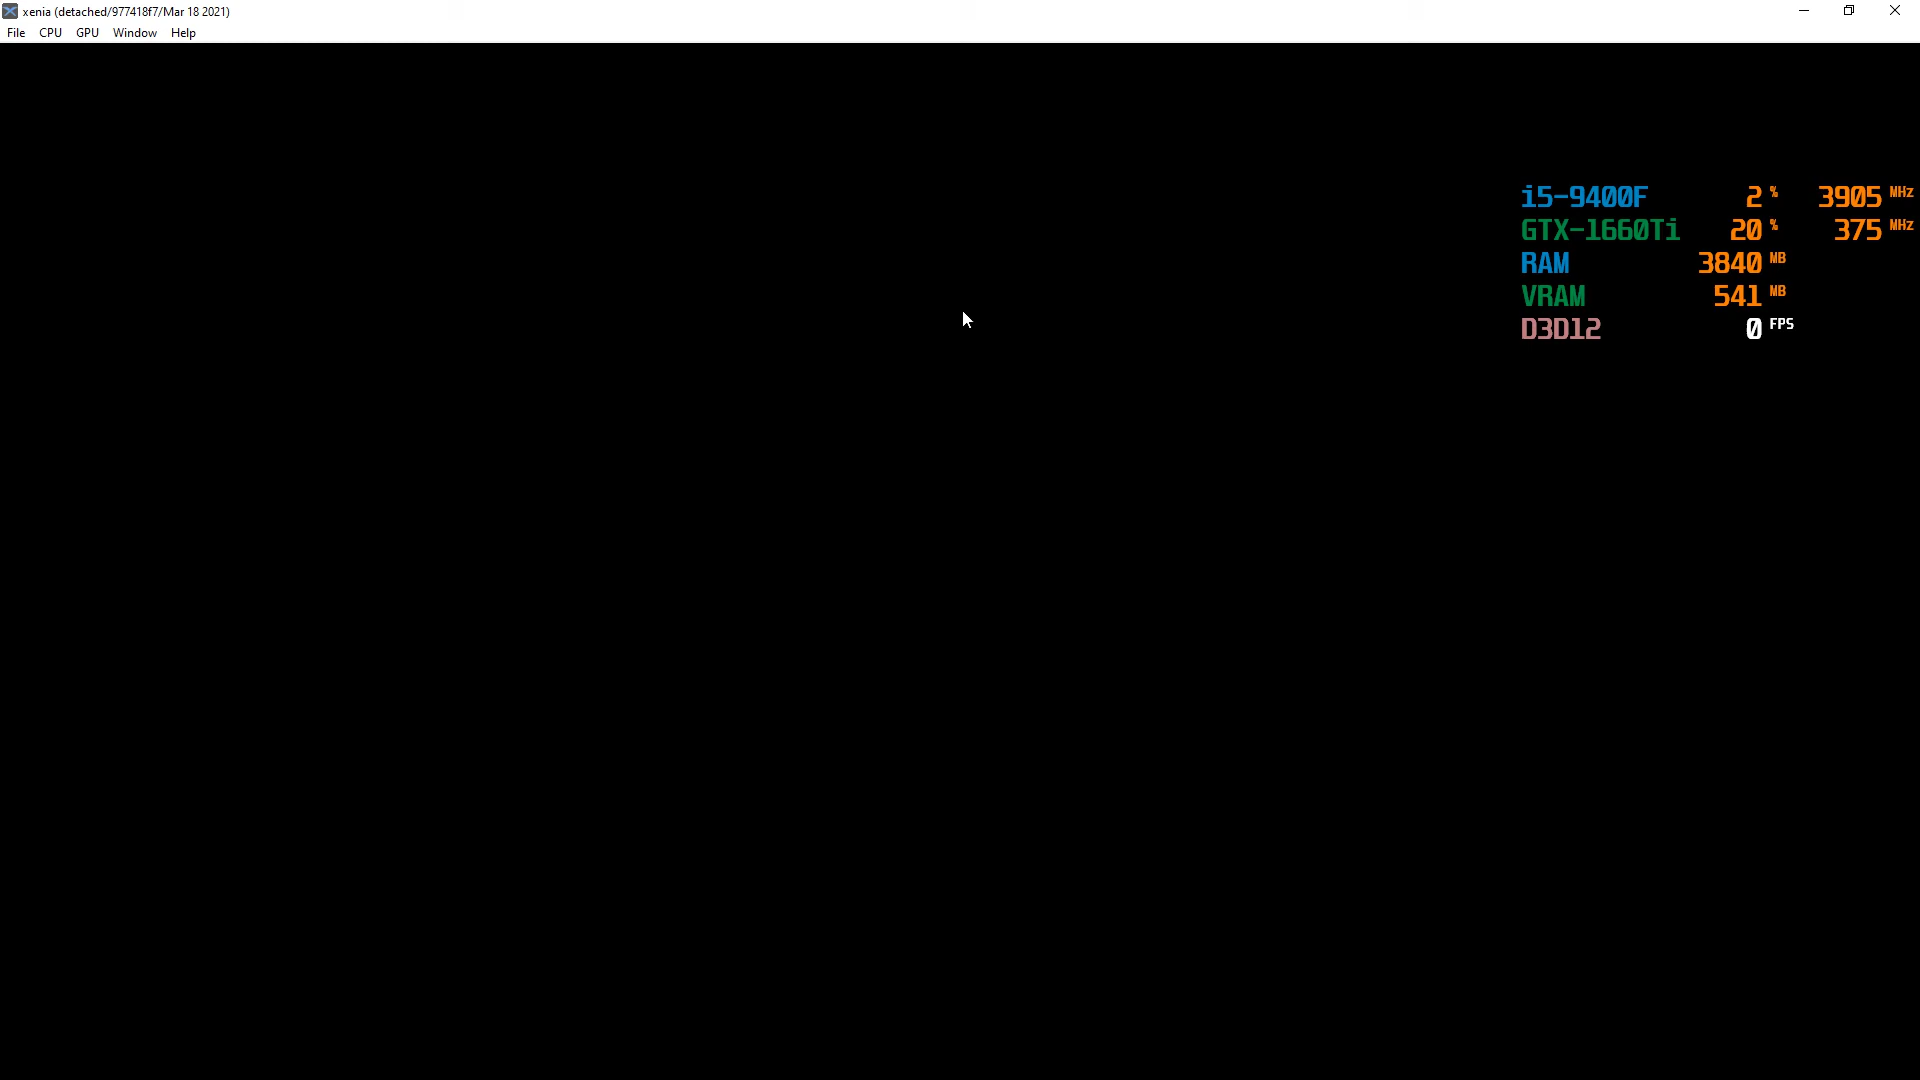 xenia (detached/977418f7/Mar 18 2021)
File CPU GPU Window Help
i5-9400F 2 % 3905 MHz
GTX-1660Ti 20 % 375 MHz
RAM 3840 MB
VRAM 541 MB
D3D12 0 FPS